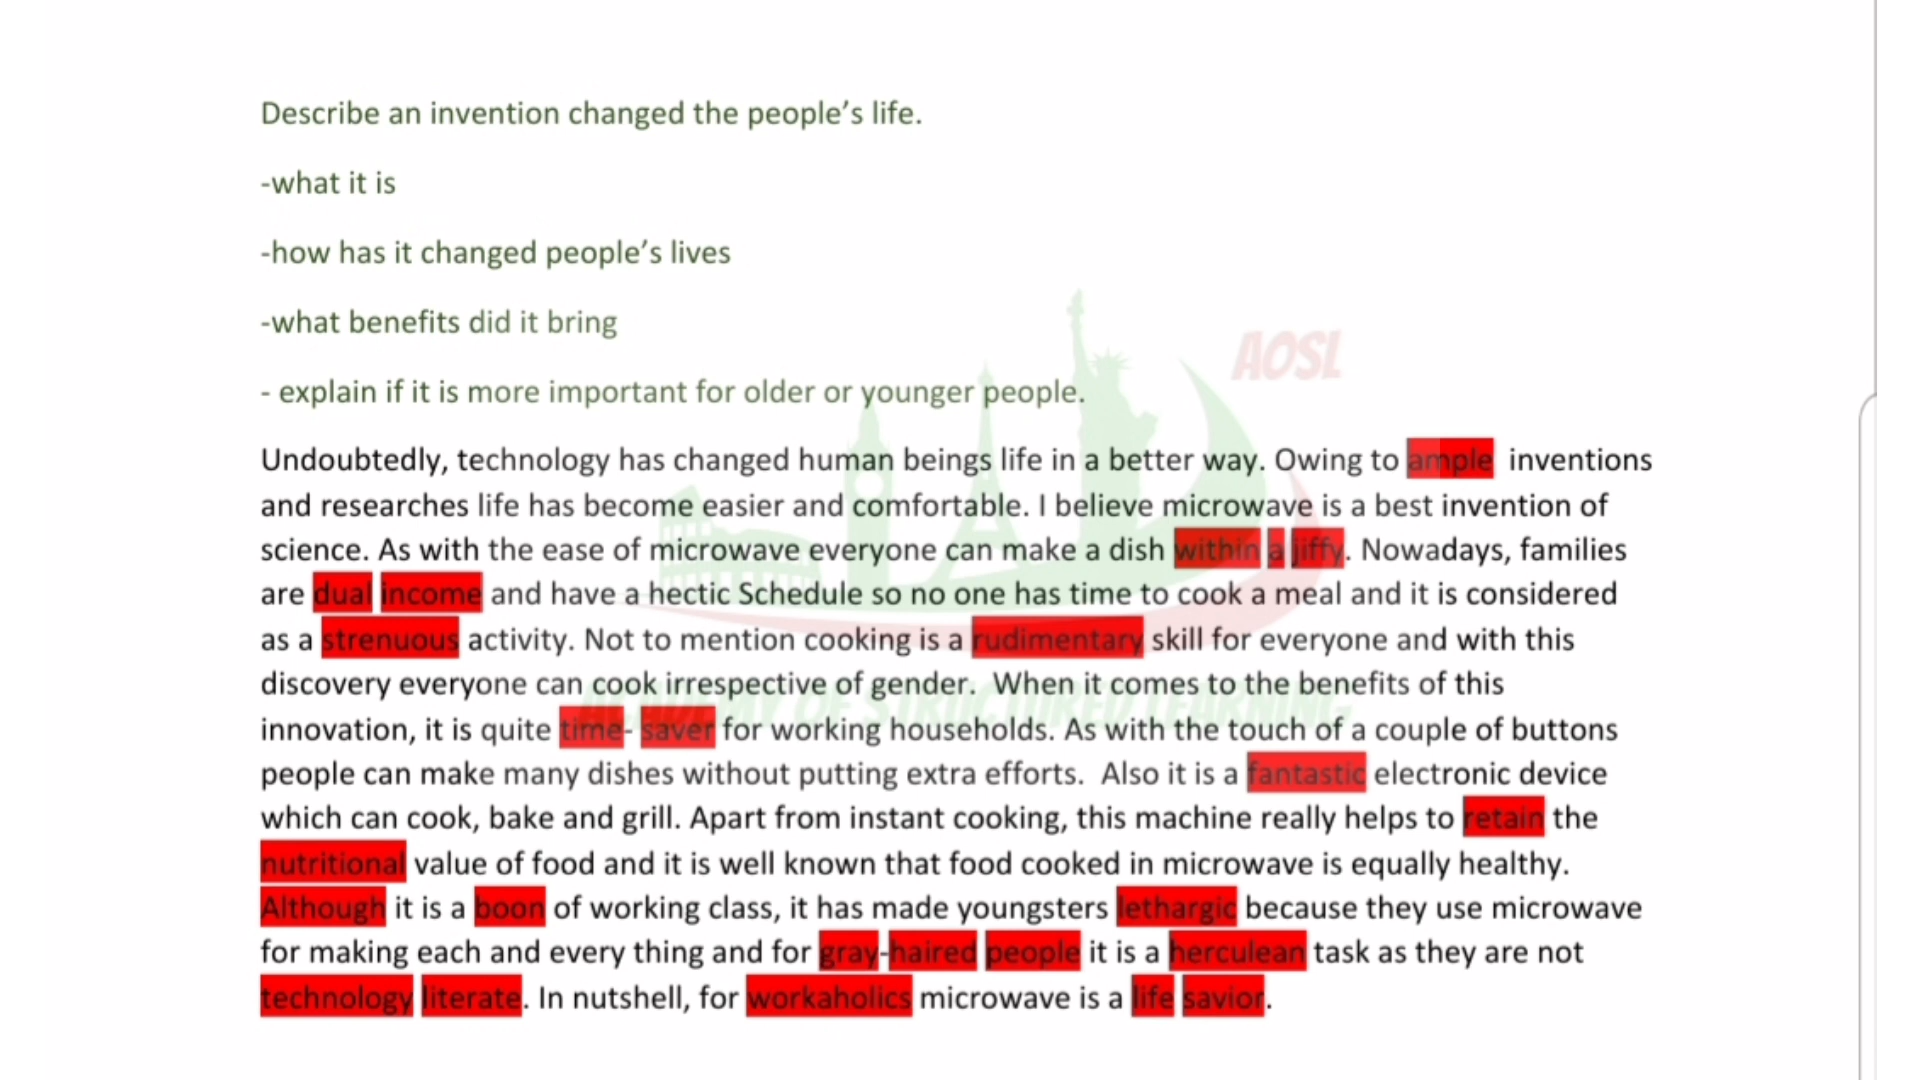 Describe an invention changed the people's life.
-what it is
-how has it changed people's lives
-what benefits did it bring
- explain if it is more important for older or younger people.
AOSL
Undoubtedly, technology has changed human beings life in a better way. Owing to ample inventions
and researches life has become easier and comfortable. I believe microwave is a best invention of
science. As with the ease of microwave everyone can make a dish within a jiffy. Nowadays, families
are dual income and have a hectic Schedule so no one has time to cook a meal and it is considered
as a strenuous activity. Not to mention cooking is a rudimentary skill for everyone and with this
discovery everyone can cook irrespective of gender. When it comes to the benefits of this
ACADEMY OF STRUCTURED LEARNING
innovation, it is quite time- saver for working households. As with the touch of a couple of buttons
people can make many dishes without putting extra efforts. Also it is a fantastic electronic device
which can cook, bake and grill. Apart from instant cooking, this machine really helps to retain the
nutritional value of food and it is well known that food cooked in microwave is equally healthy.
Although it is a boon of working class, it has made youngsters lethargic because they use microwave
for making each and every thing and for gray-haired people it is a herculean task as they are not
technology literate. In nutshell, for workaholics microwave is a life savior.